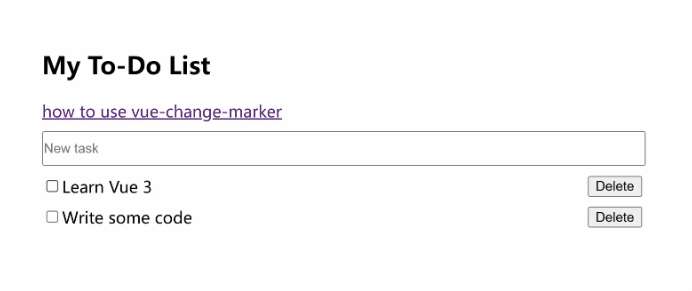 My To-Do List
how to use vue-change-marker
New task
Learn Vue 3 Delete
Write some code Delete